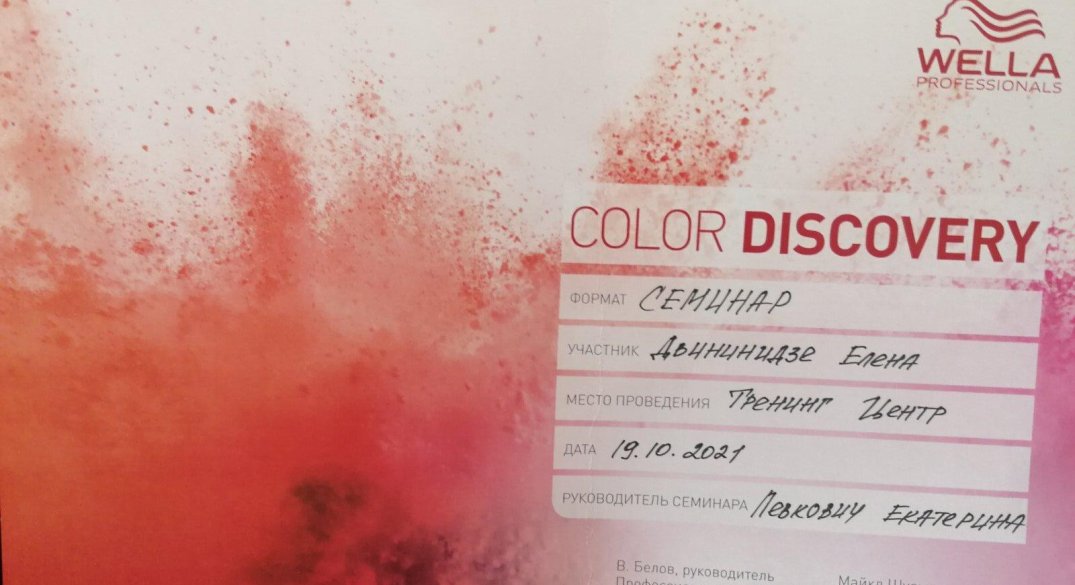 WELLA
PROFESSIONALS
COLOR DISCOVERY
ФОРМАТ СЕМИНАР
УЧАСТНИК Двининидзе Елена
МЕСТО ПРОВЕДЕНИЯ Тренинг Центр
ДАТА 19.10.2021
РУКОВОДИТЕЛЬ СЕМИНАРА Левкович Екатерина
В. Белов, руководитель
Майкл